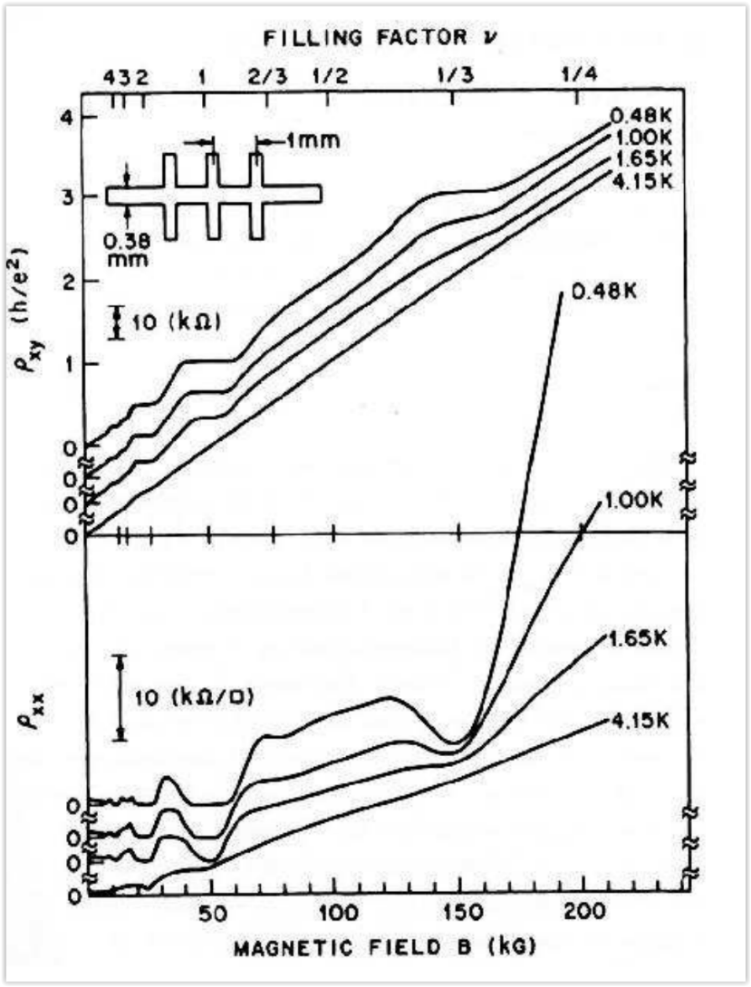 FILLING FACTOR ν
4 3 2 1 2/3 1/2 1/3 1/4
4
3
2
1
0
0
0
0
ρxy (h/e²)
1mm
0.38
mm
10 (kΩ)
0.48K
1.00K
1.65K
4.15K
0.48K
1.00K
1.65K
4.15K
10 (kΩ/□)
ρxx
0
0
0
0
0 50 100 150 200
MAGNETIC FIELD B (kG)